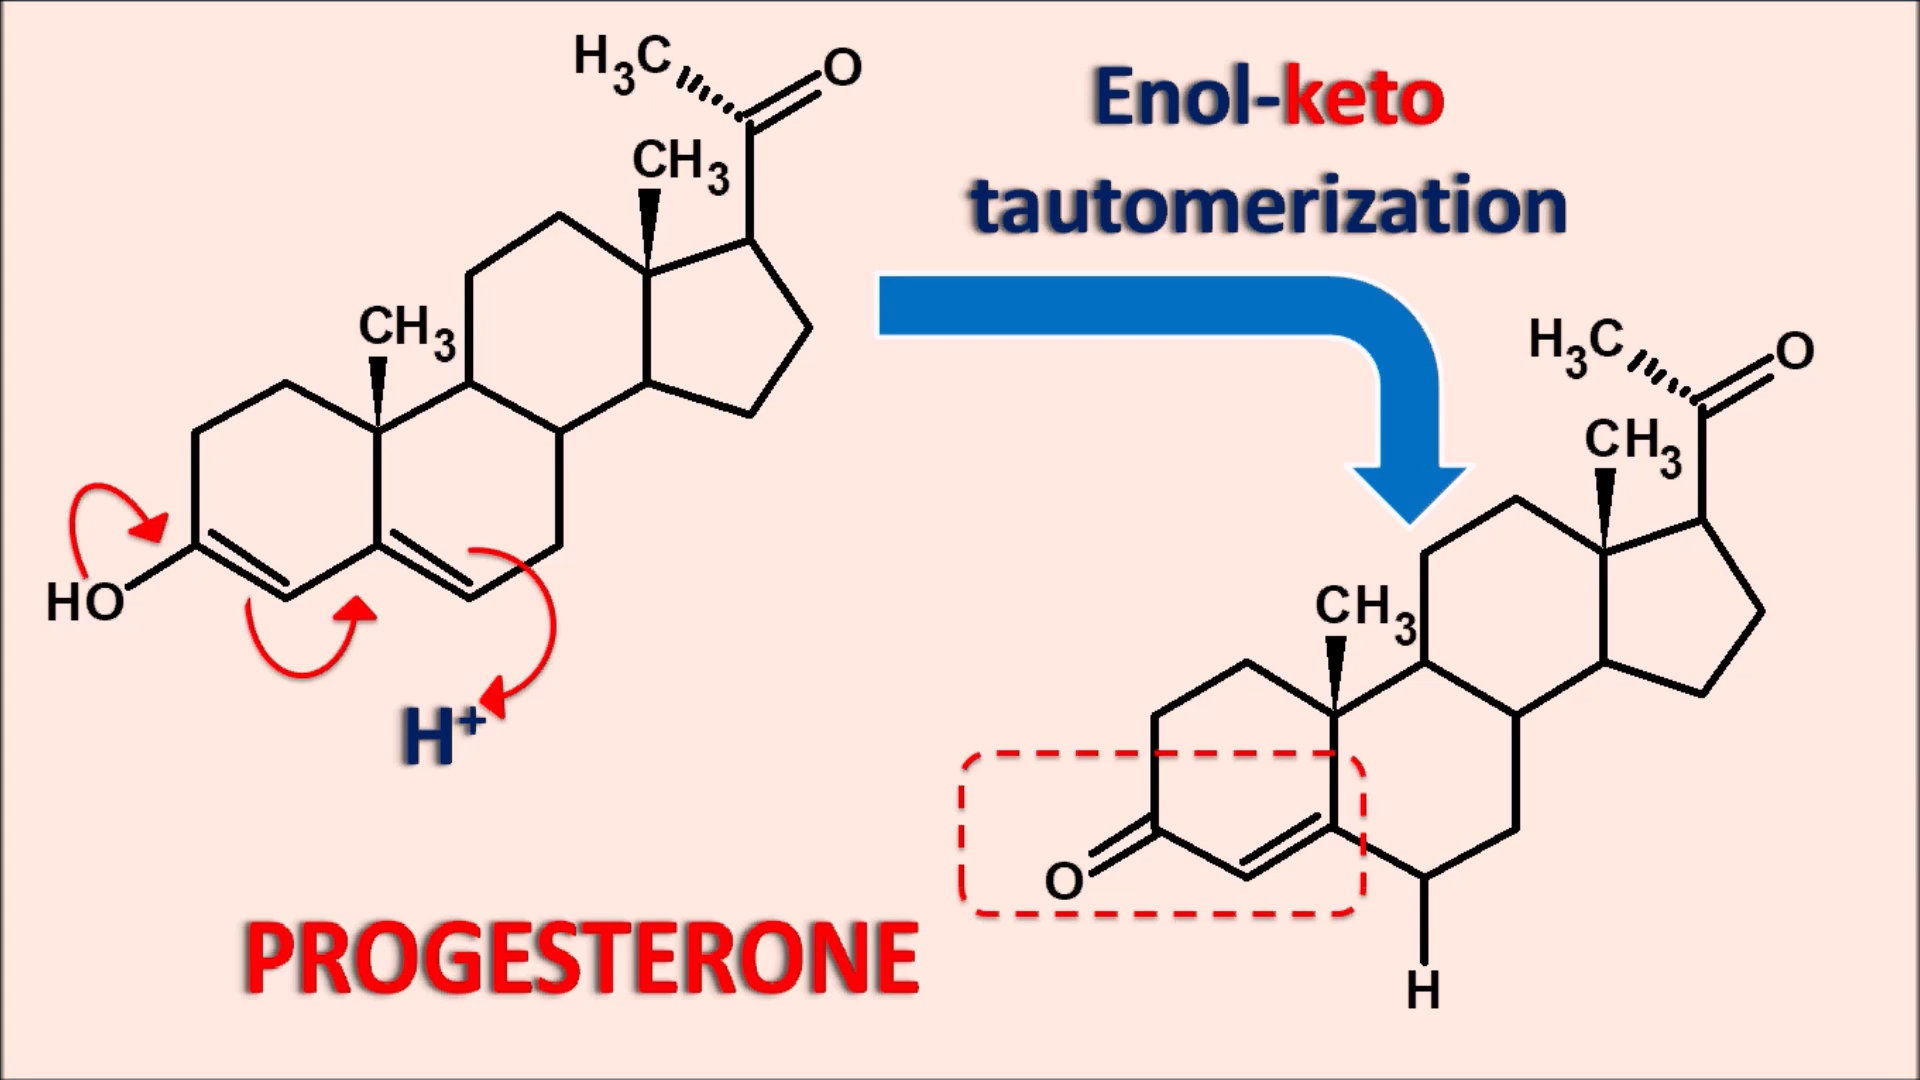 H₃C
O
CH₃
CH₃
HO
H⁺
Enol-keto
tautomerization
H₃C
O
CH₃
CH₃
O
H
PROGESTERONE